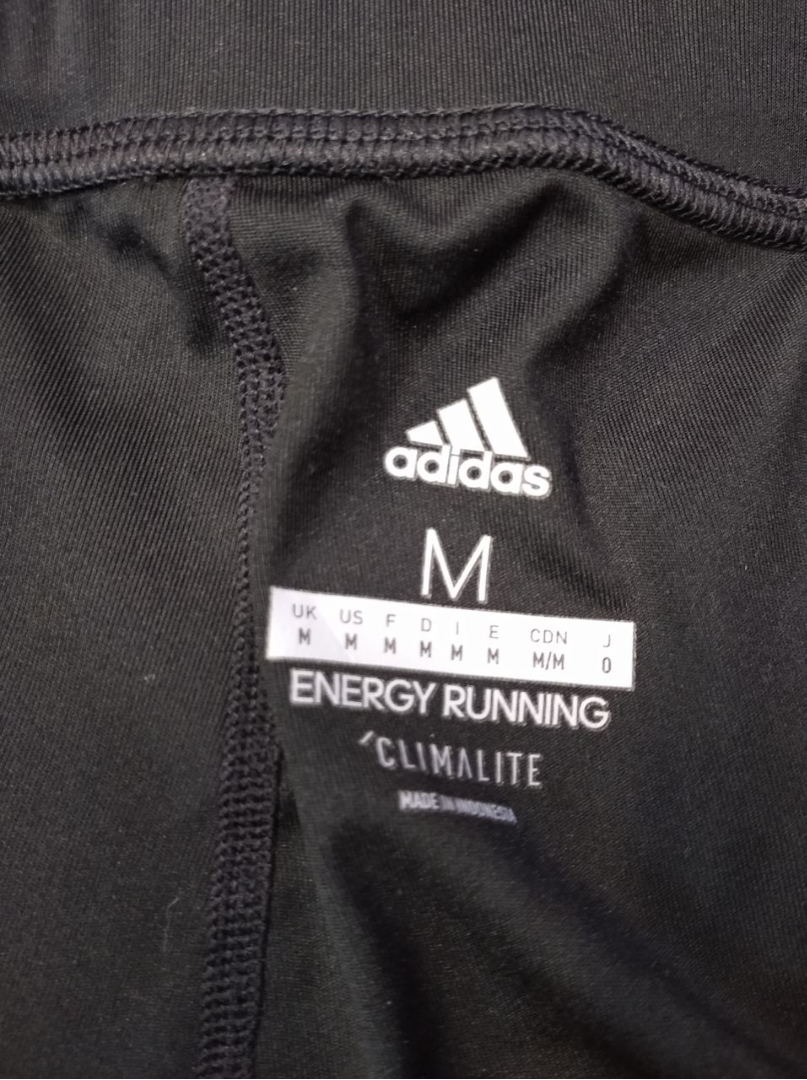 adidas
M
UK US F D I E CDN J
M M M M M M M/M O
ENERGY RUNNING
CLIMALITE
MADE IN INDONESIA